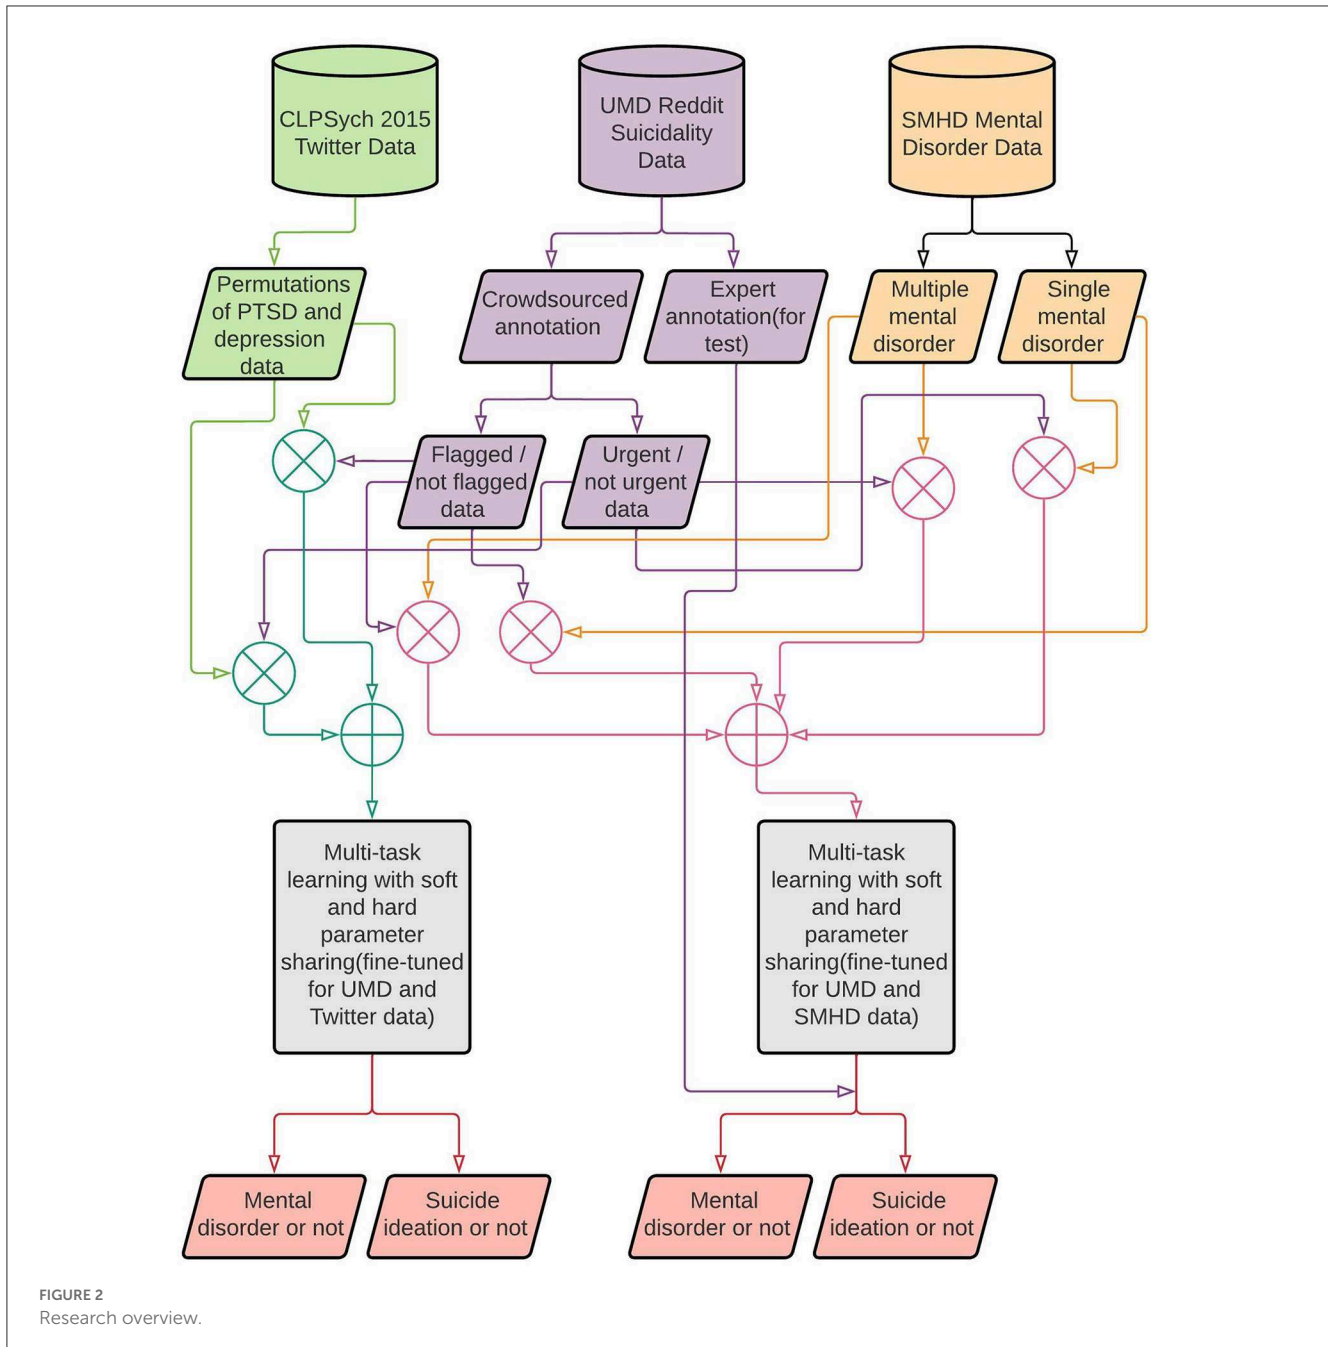 CLPSych 2015
Twitter Data
UMD Reddit
Suicidality
Data
SMHD Mental
Disorder Data
Permutations
of PTSD and
depression
data
Crowdsourced
annotation
Expert
annotation(for
test)
Multiple
mental
disorder
Single
mental
disorder
Flagged /
not flagged
data
Urgent /
not urgent
data
Multi-task
learning with soft
and hard
parameter
sharing(fine-tuned
for UMD and
Twitter data)
Multi-task
learning with soft
and hard
parameter
sharing(fine-tuned
for UMD and
SMHD data)
Mental
disorder or not
Suicide
ideation or not
Mental
disorder or not
Suicide
ideation or not
FIGURE 2
Research overview.